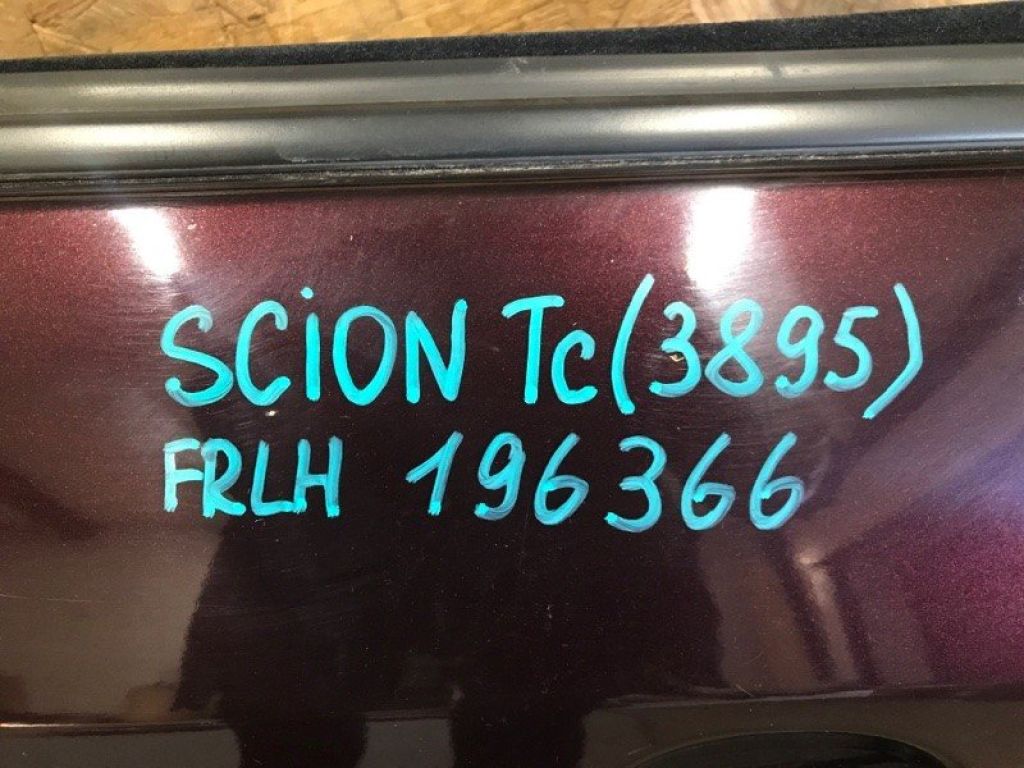 SCiON Tc (3895)
FRLH 196366